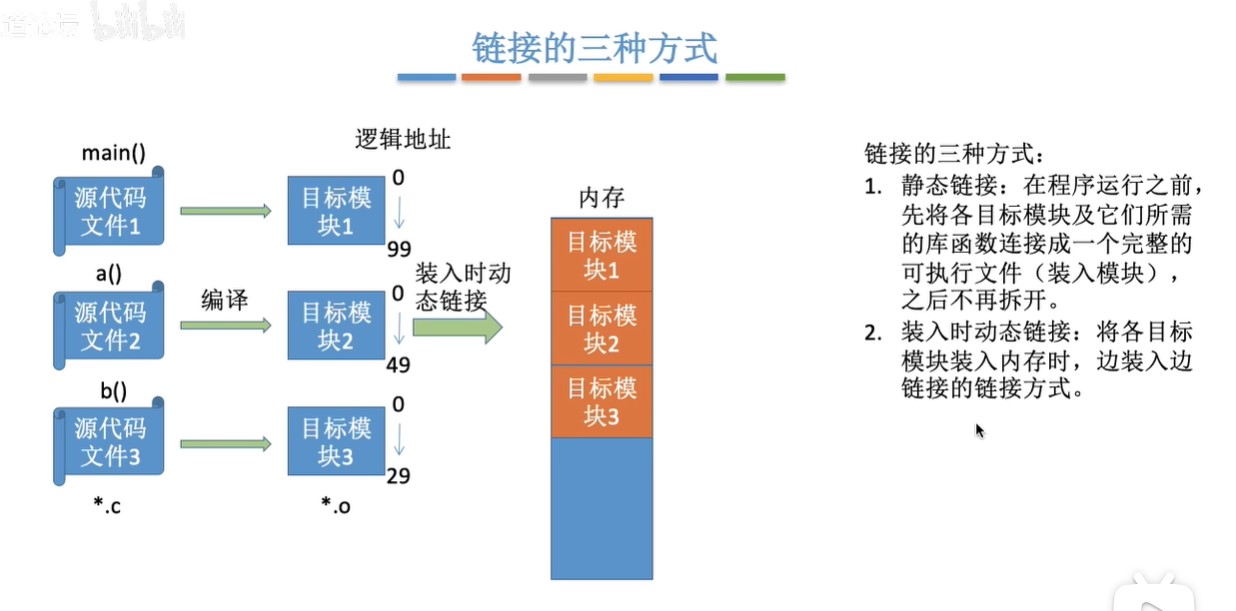 链接的三种方式
main()
源代码
文件1
a()
源代码
文件2
b()
源代码
文件3
*.c
编译
逻辑地址
目标模
块1
0
99
目标模
块2
0
49
目标模
块3
0
29
*.o
装入时动
态链接
内存
目标模
块1
目标模
块2
目标模
块3
链接的三种方式:
1. 静态链接:在程序运行之前,
先将各目标模块及它们所需
的库函数连接成一个完整的
可执行文件(装入模块),
之后不再拆开。
2. 装入时动态链接:将各目标
模块装入内存时,边装入边
链接的链接方式。
bilibili